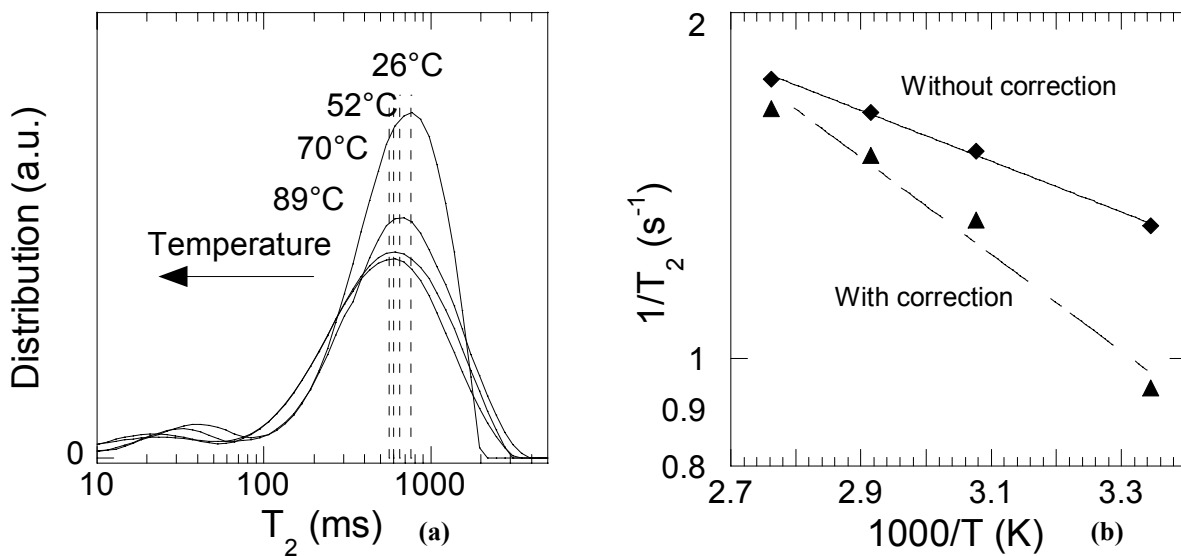 26°C
52°C
70°C
89°C
Temperature
Distribution (a.u.)
0
10
100
1000
T2 (ms)
(a)
2
Without correction
With correction
1/T2 (s-1)
1
0.9
0.8
2.7
2.9
3.1
3.3
1000/T (K)
(b)